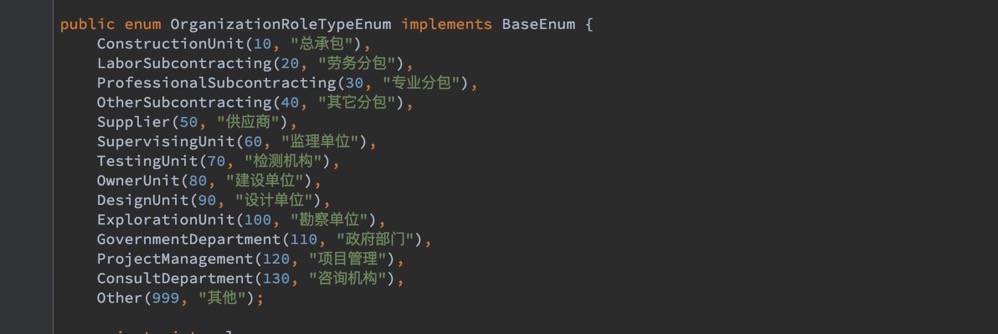 public enum OrganizationRoleTypeEnum implements BaseEnum {
ConstructionUnit(10, "总承包"),
LaborSubcontracting(20, "劳务分包"),
ProfessionalSubcontracting(30, "专业分包"),
OtherSubcontracting(40, "其它分包"),
Supplier(50, "供应商"),
SupervisingUnit(60, "监理单位"),
TestingUnit(70, "检测机构"),
OwnerUnit(80, "建设单位"),
DesignUnit(90, "设计单位"),
ExplorationUnit(100, "勘察单位"),
GovernmentDepartment(110, "政府部门"),
ProjectManagement(120, "项目管理"),
ConsultDepartment(130, "咨询机构"),
Other(999, "其他");